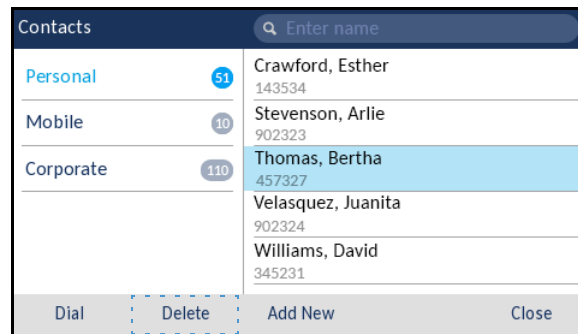 Contacts
Enter name
Personal 51
Mobile 10
Corporate 110
Crawford, Esther
143534
Stevenson, Arlie
902323
Thomas, Bertha
457327
Velasquez, Juanita
902324
Williams, David
345231
Dial Delete Add New Close